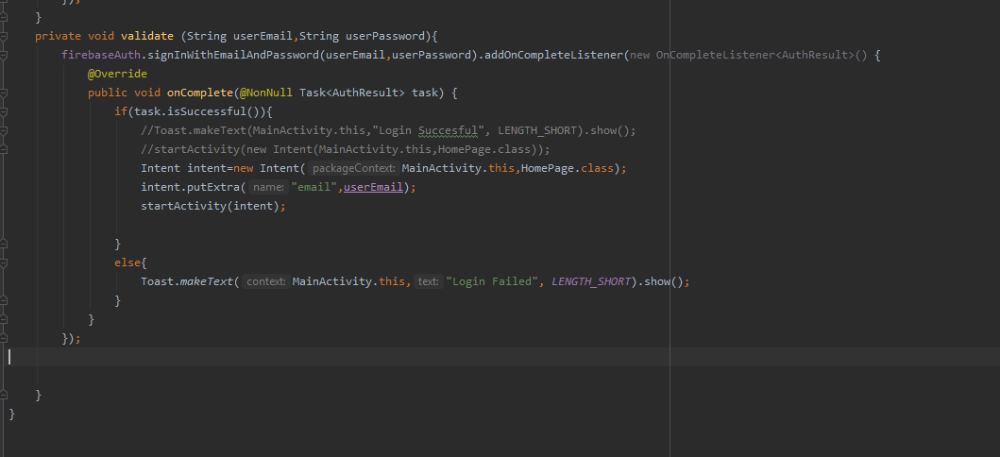 });
}
private void validate (String userEmail,String userPassword){
firebaseAuth.signInWithEmailAndPassword(userEmail,userPassword).addOnCompleteListener(new OnCompleteListener<AuthResult>() {
@Override
public void onComplete(@NonNull Task<AuthResult> task) {
if(task.isSuccessful()){
//Toast.makeText(MainActivity.this,"Login Succesful", LENGTH_SHORT).show();
//startActivity(new Intent(MainActivity.this,HomePage.class));
Intent intent=new Intent( packageContext: MainActivity.this,HomePage.class);
intent.putExtra( name: "email",userEmail);
startActivity(intent);
}
else{
Toast.makeText( context: MainActivity.this, text: "Login Failed", LENGTH_SHORT).show();
}
}
});
}
}